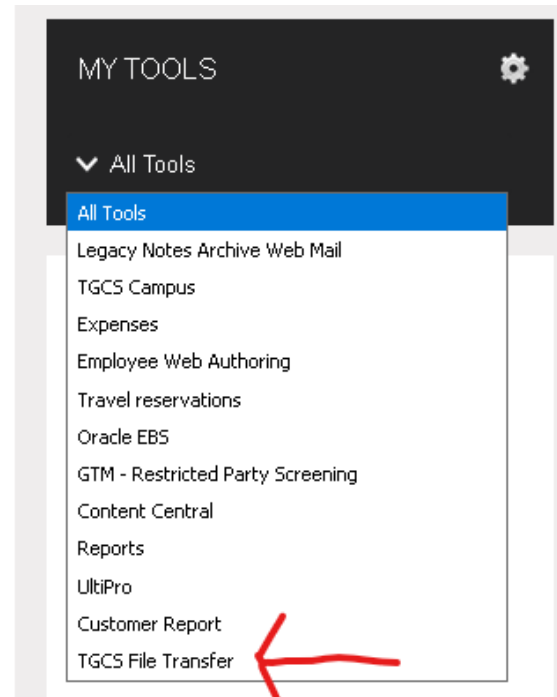 MY TOOLS
All Tools
All Tools
Legacy Notes Archive Web Mail
TGCS Campus
Expenses
Employee Web Authoring
Travel reservations
Oracle EBS
GTM - Restricted Party Screening
Content Central
Reports
UltiPro
Customer Report
TGCS File Transfer